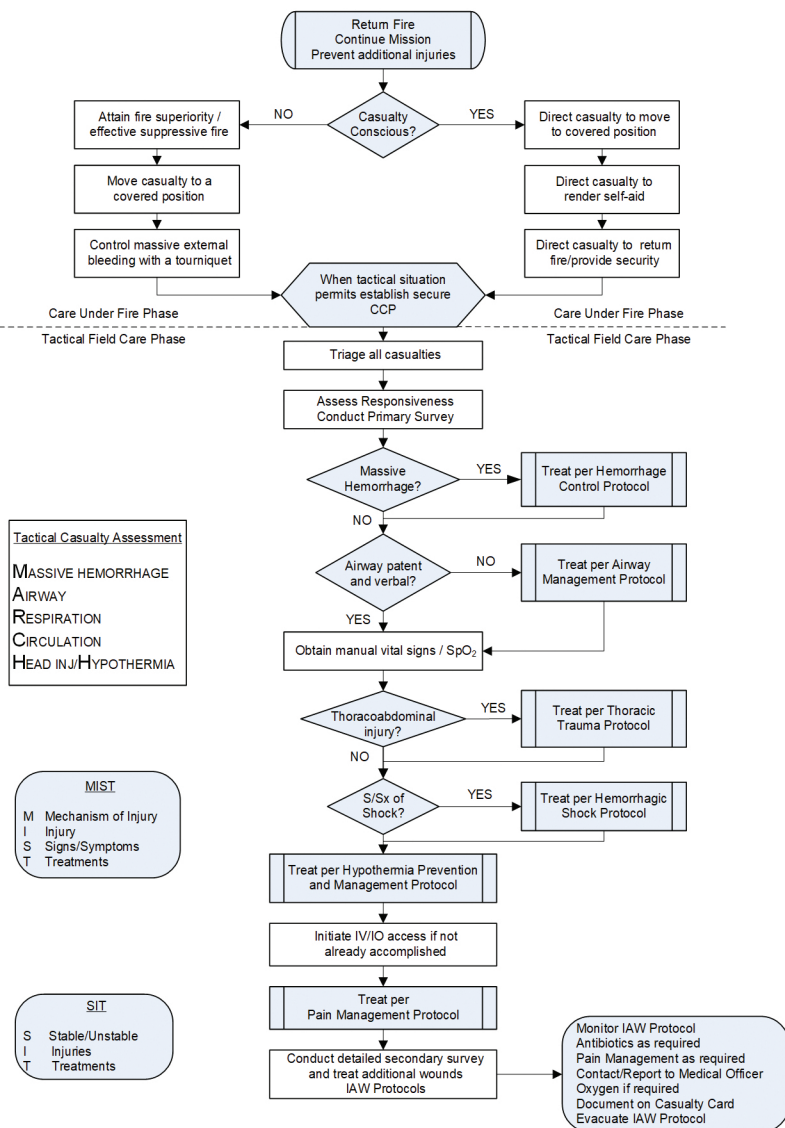 Return Fire
Continue Mission
Prevent additional injuries
Casualty
Conscious?
NO
YES
Attain fire superiority /
effective suppressive fire
Direct casualty to move
to covered position
Move casualty to a
covered position
Direct casualty to
render self-aid
Control massive external
bleeding with a tourniquet
Direct casualty to return
fire/provide security
When tactical situation
permits establish secure
CCP
Care Under Fire Phase
Care Under Fire Phase
Tactical Field Care Phase
Tactical Field Care Phase
Triage all casualties
Assess Responsiveness
Conduct Primary Survey
Massive
Hemorrhage?
YES
Treat per Hemorrhage
Control Protocol
NO
Tactical Casualty Assessment
MASSIVE HEMORRHAGE
AIRWAY
RESPIRATION
CIRCULATION
HEAD INJ/HYPOTHERMIA
Airway patent
and verbal?
NO
Treat per Airway
Management Protocol
YES
Obtain manual vital signs / SpO₂
Thoracoabdominal
injury?
YES
Treat per Thoracic
Trauma Protocol
NO
S/Sx of
Shock?
YES
Treat per Hemorrhagic
Shock Protocol
MIST
M Mechanism of Injury
I Injury
S Signs/Symptoms
T Treatments
Treat per Hypothermia Prevention
and Management Protocol
Initiate IV/IO access if not
already accomplished
Treat per
Pain Management Protocol
SIT
S Stable/Unstable
I Injuries
T Treatments
Conduct detailed secondary survey
and treat additional wounds
IAW Protocols
Monitor IAW Protocol
Antibiotics as required
Pain Management as required
Contact/Report to Medical Officer
Oxygen if required
Document on Casualty Card
Evacuate IAW Protocol